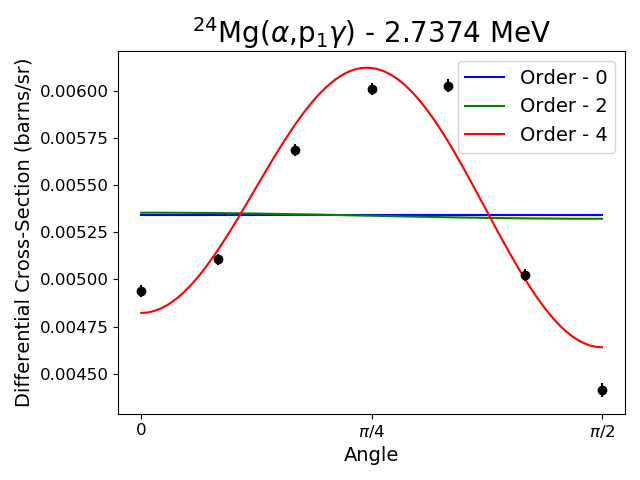 ²⁴Mg(α,p₁γ) - 2.7374 MeV
Differential Cross-Section (barns/sr)
0.00600
0.00575
0.00550
0.00525
0.00500
0.00475
0.00450
Order - 0
Order - 2
Order - 4
0
π/4
π/2
Angle